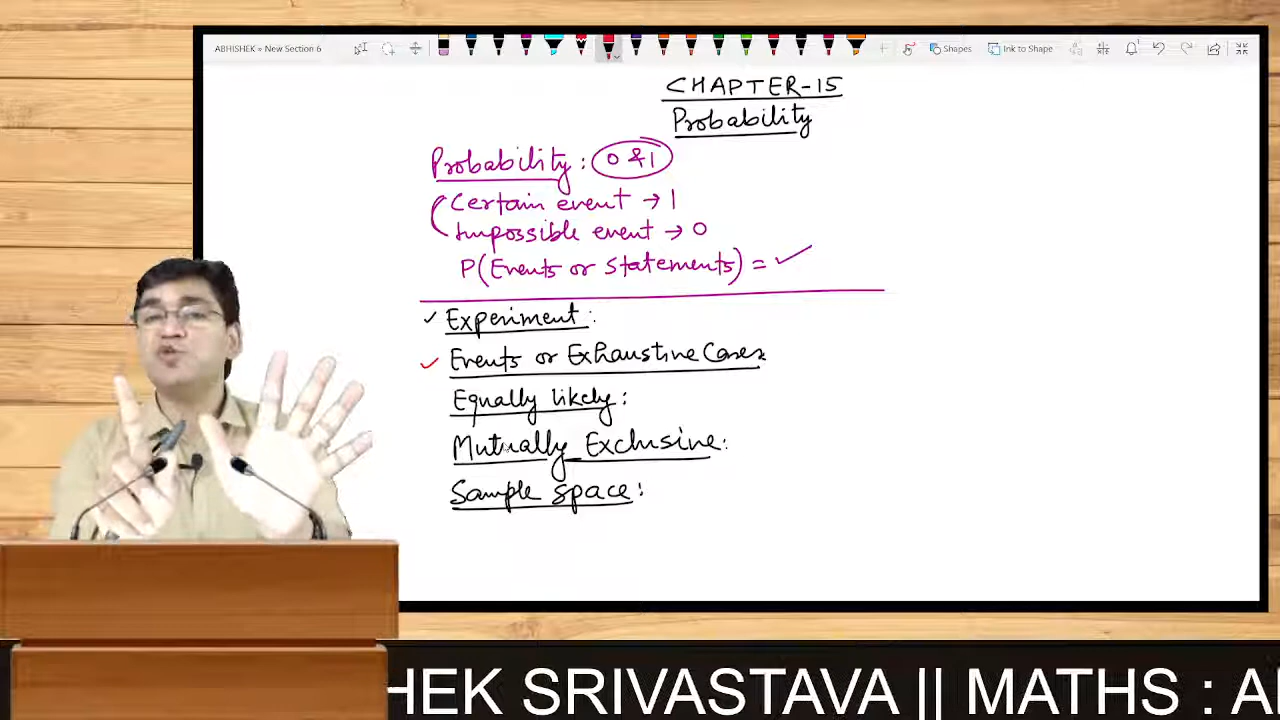 ABHISHEK » New Section 6
Shapes
Ink to Shape
CHAPTER-15
Probability
Probability: 0 & 1
Certain event → 1
Impossible event → 0
P(Events or Statements) = ✓
✓ Experiment:
✓ Events or Exhaustive Cases
Equally likely:
Mutually Exclusive:
Sample space:
HEK SRIVASTAVA || MATHS : A